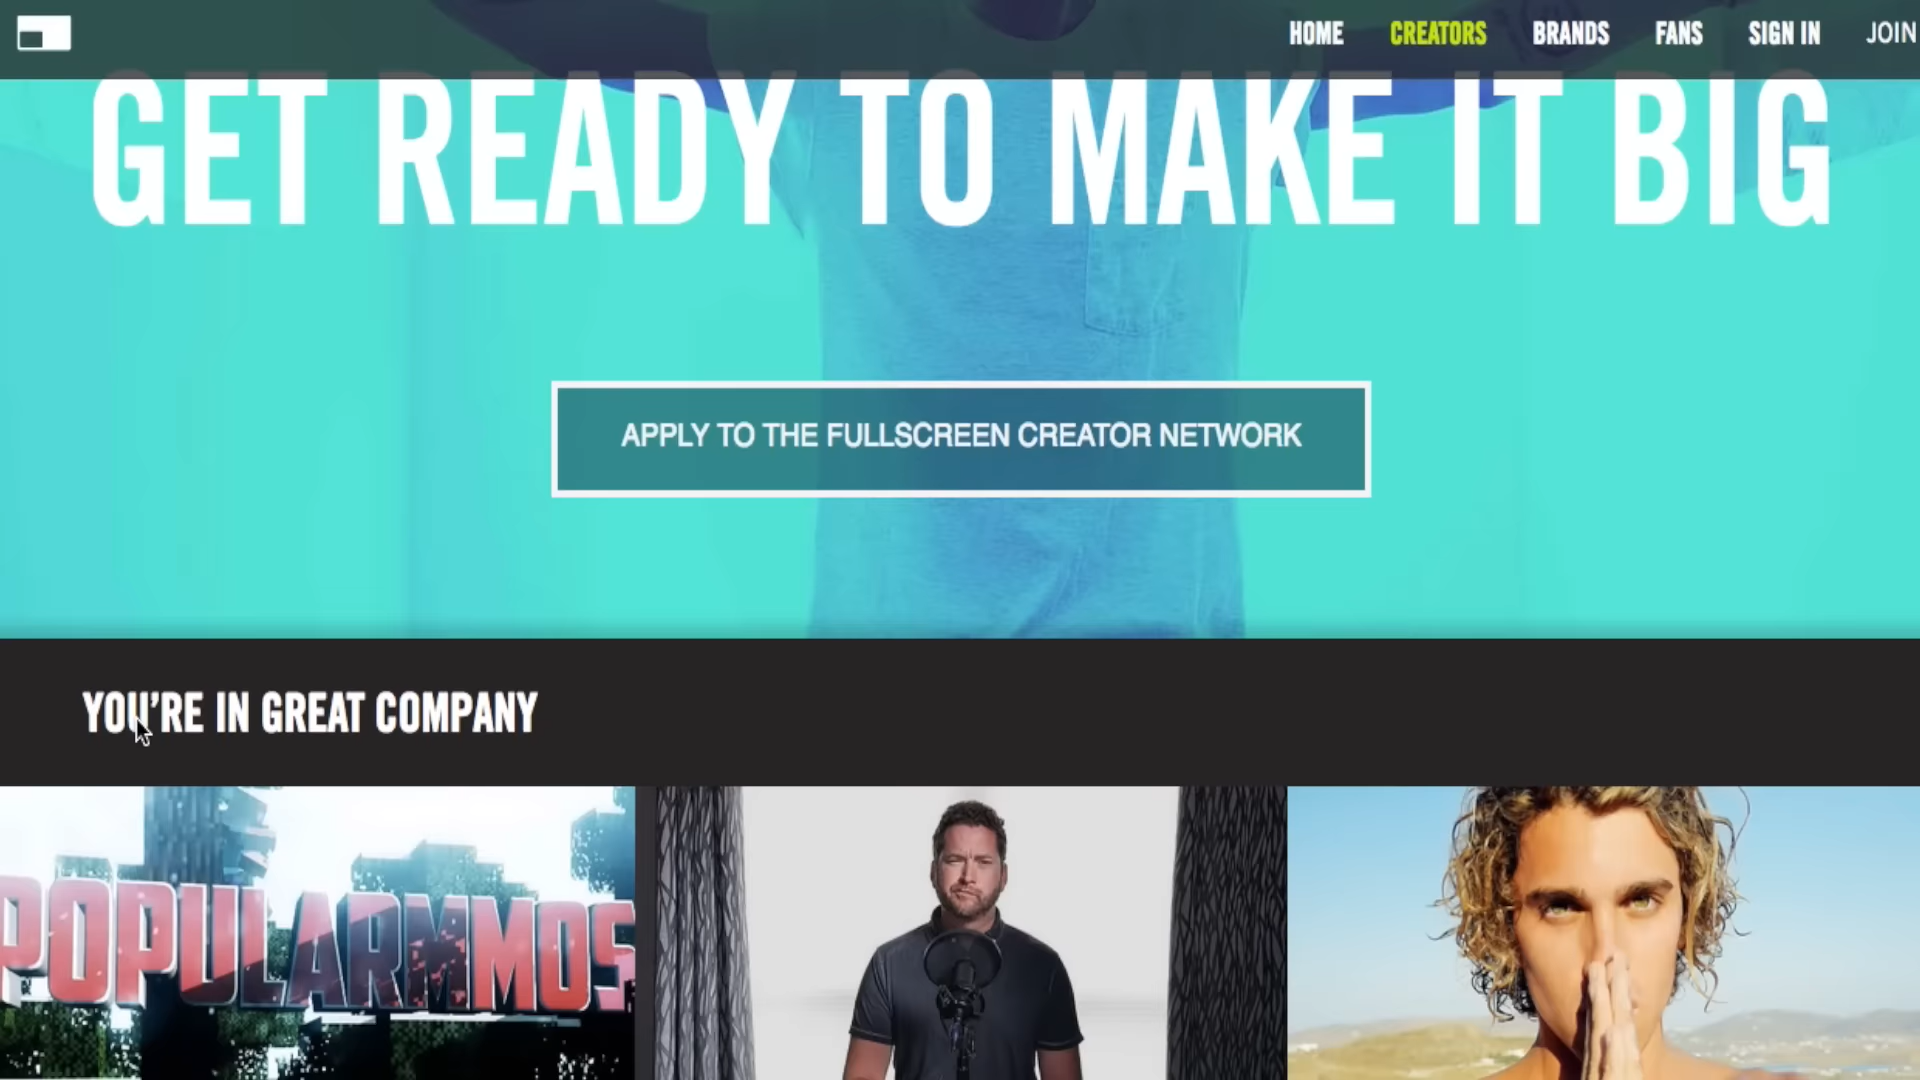 HOME CREATORS BRANDS FANS SIGN IN JOIN
GET READY TO MAKE IT BIG
APPLY TO THE FULLSCREEN CREATOR NETWORK
YOU'RE IN GREAT COMPANY
POPULARMMOS